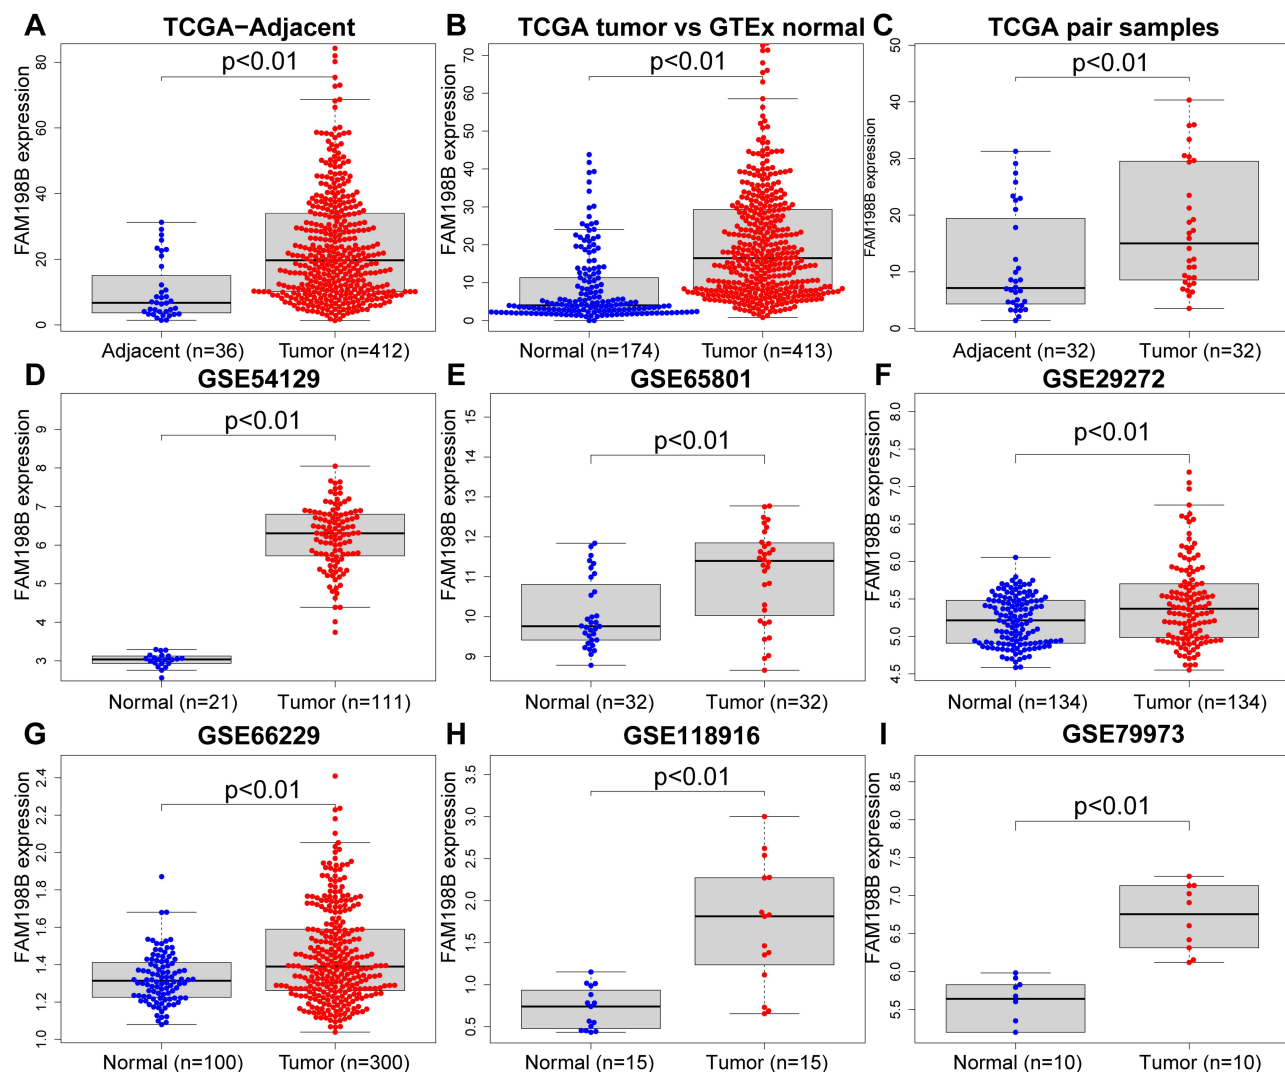 A TCGA−Adjacent
FAM198B expression
0 20 40 60 80
p<0.01
Adjacent (n=36) Tumor (n=412)
B TCGA tumor vs GTEx normal
FAM198B expression
0 10 20 30 40 50 60 70
p<0.01
Normal (n=174) Tumor (n=413)
C TCGA pair samples
FAM198B expression
0 10 20 30 40 50
p<0.01
Adjacent (n=32) Tumor (n=32)
D GSE54129
FAM198B expression
3 4 5 6 7 8 9
p<0.01
Normal (n=21) Tumor (n=111)
E GSE65801
FAM198B expression
9 10 11 12 13 14 15
p<0.01
Normal (n=32) Tumor (n=32)
F GSE29272
FAM198B expression
4.5 5.0 5.5 6.0 6.5 7.0 7.5 8.0
p<0.01
Normal (n=134) Tumor (n=134)
G GSE66229
FAM198B expression
1.0 1.2 1.4 1.6 1.8 2.0 2.2 2.4
p<0.01
Normal (n=100) Tumor (n=300)
H GSE118916
FAM198B expression
0.5 1.0 1.5 2.0 2.5 3.0 3.5
p<0.01
Normal (n=15) Tumor (n=15)
I GSE79973
FAM198B expression
5.5 6.0 6.5 7.0 7.5 8.0 8.5
p<0.01
Normal (n=10) Tumor (n=10)